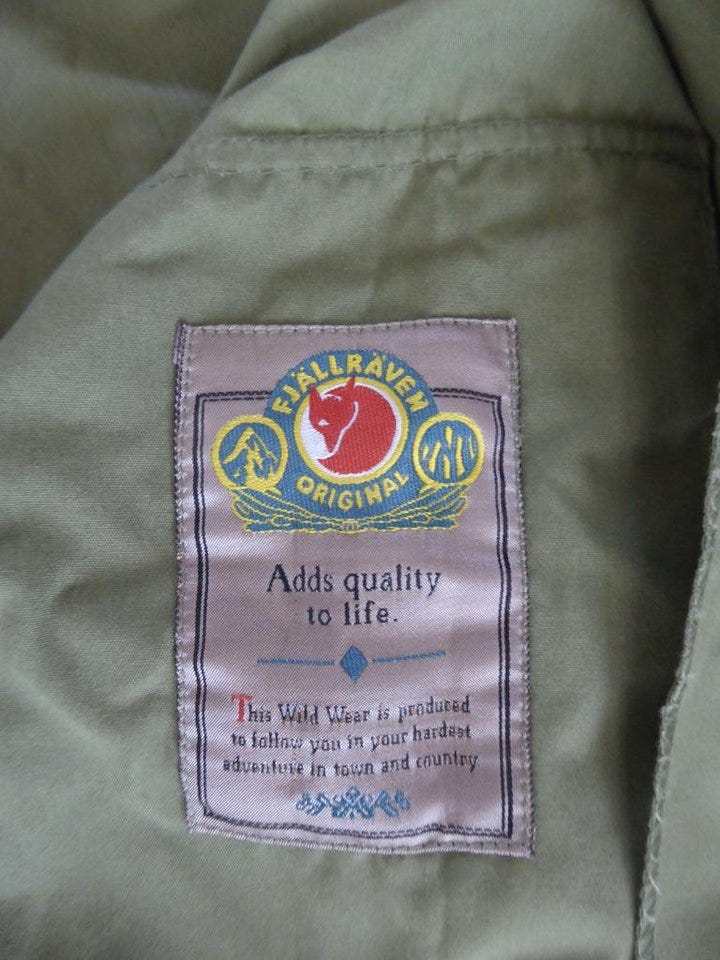 FJÄLLRÄVEN
ORIGINAL
Adds quality
to life.
This Wild Wear is produced
to follow you in your hardest
adventure in town and country